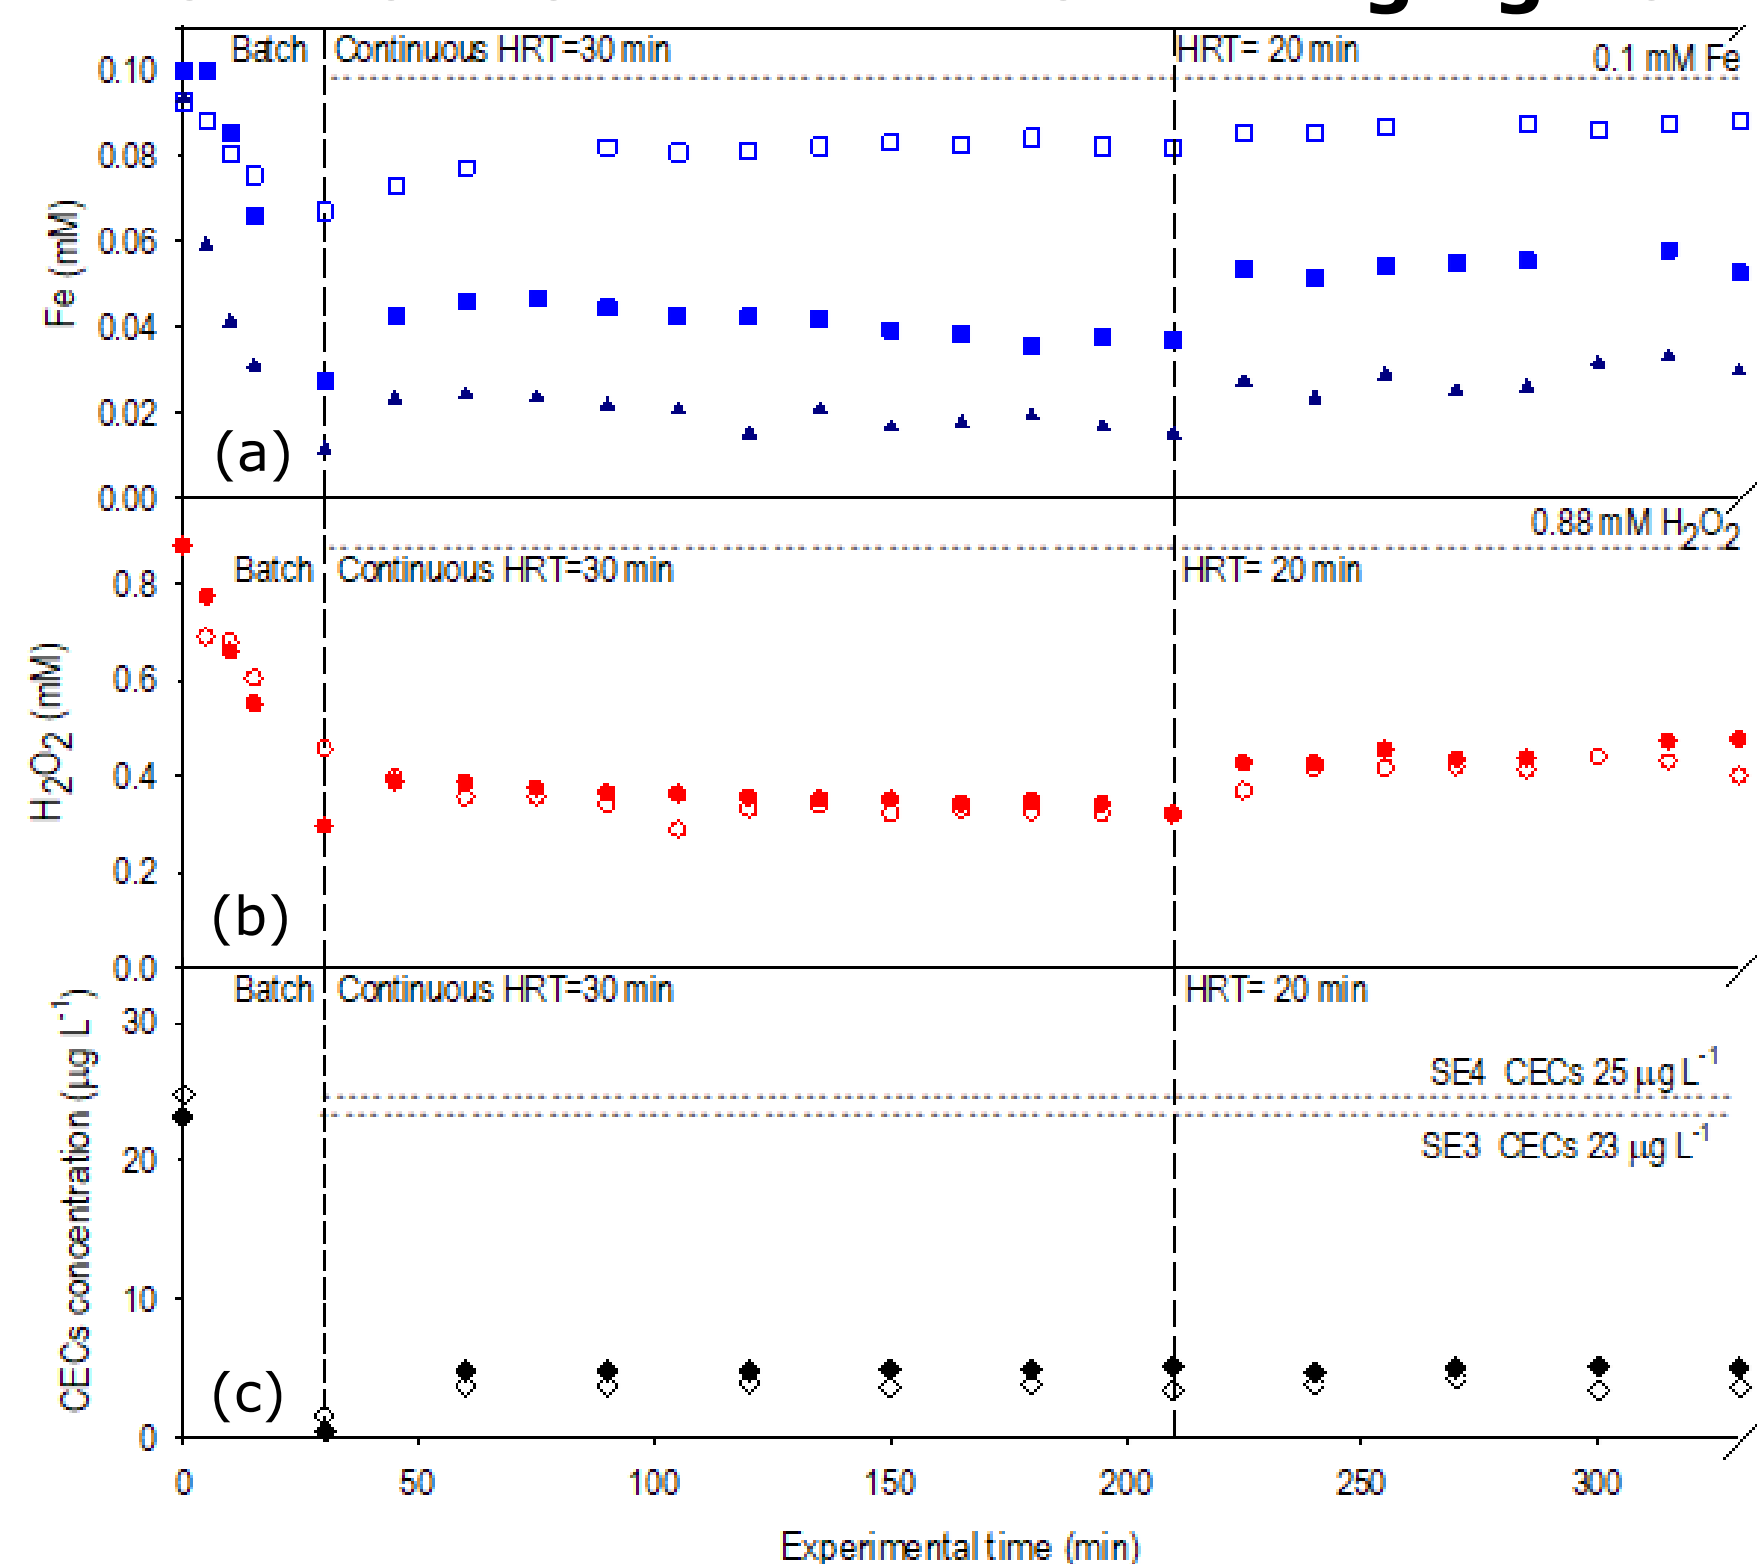 Batch Continuous HRT=30 min HRT= 20 min 0.1 mM Fe
0.10
0.08
0.06
0.04
0.02
0.00
Fe (mM)
(a)
0.88 mM H2O2
Batch Continuous HRT=30 min HRT= 20 min
0.8
0.6
0.4
0.2
0.0
H2O2 (mM)
(b)
Batch Continuous HRT=30 min HRT= 20 min
30
20
10
0
CECs concentration (µg L-1)
SE4 CECs 25 µg L-1
SE3 CECs 23 µg L-1
(c)
0 50 100 150 200 250 300
Experimental time (min)